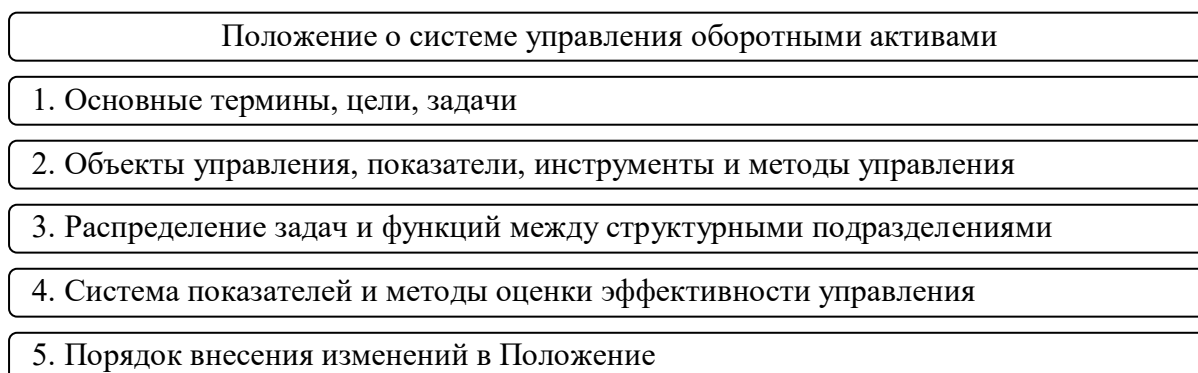 Положение о системе управления оборотными активами
1. Основные термины, цели, задачи
2. Объекты управления, показатели, инструменты и методы управления
3. Распределение задач и функций между структурными подразделениями
4. Система показателей и методы оценки эффективности управления
5. Порядок внесения изменений в Положение